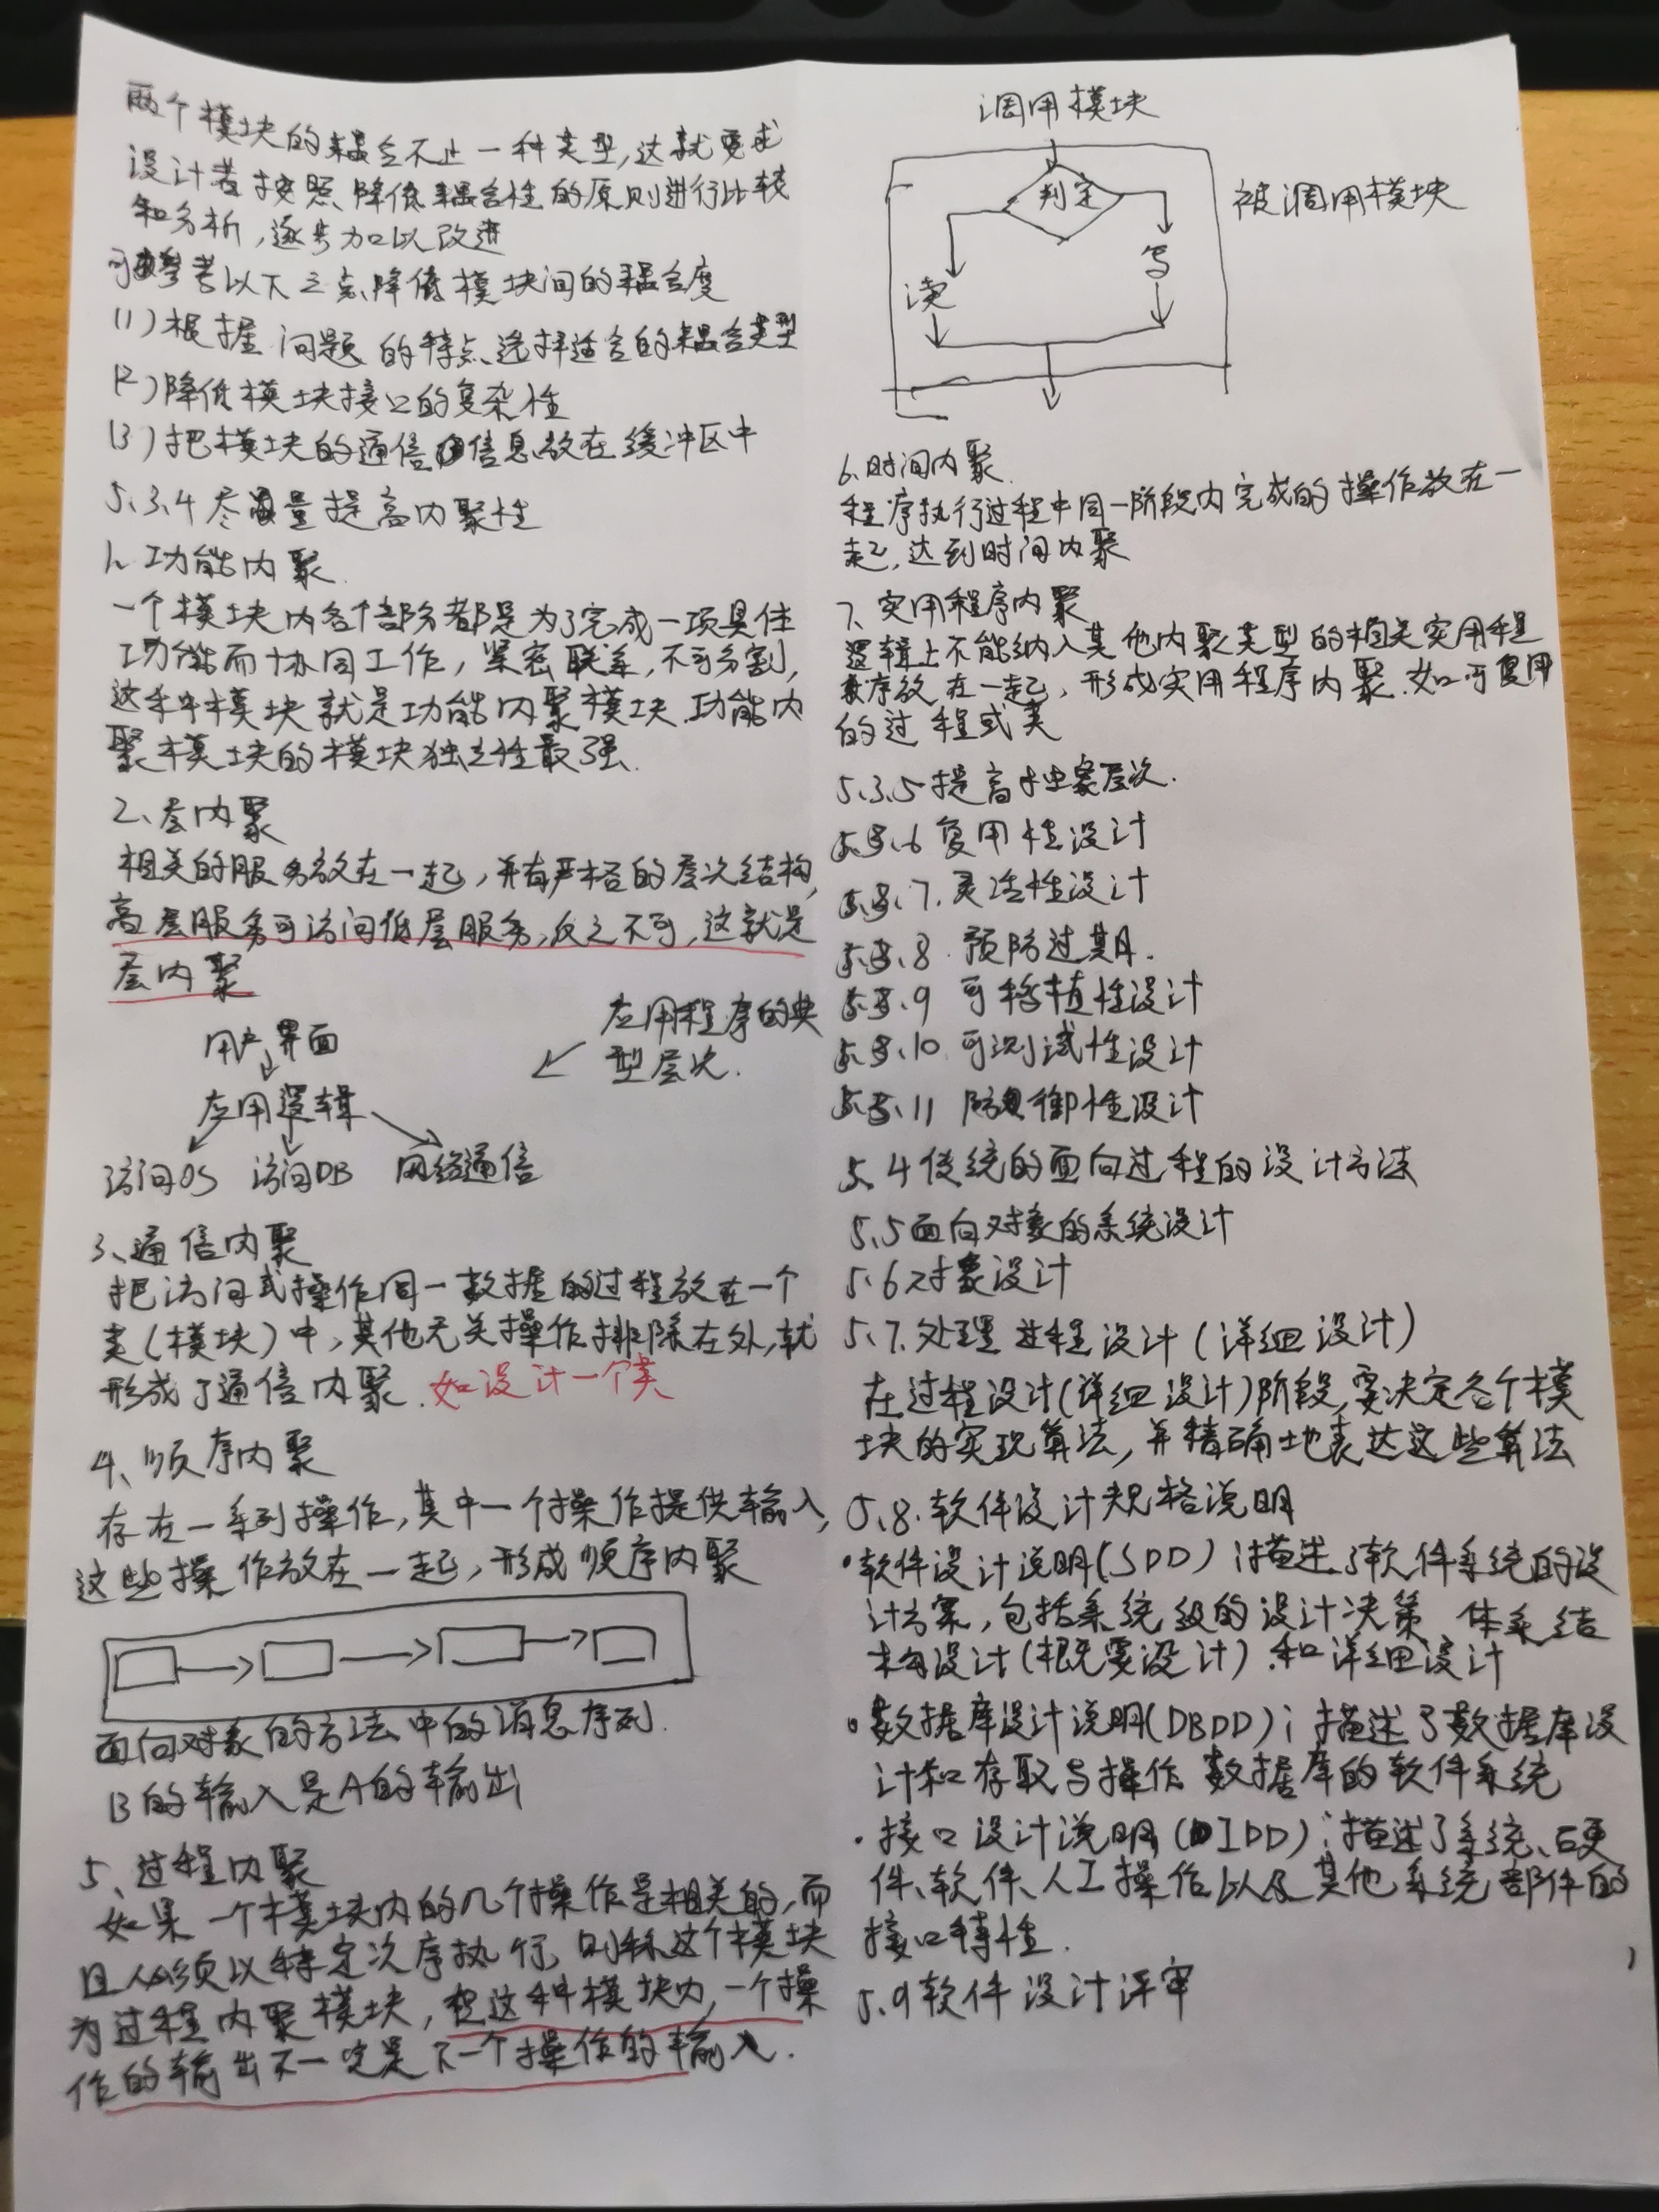 两个模块的耦合不止一种类型,这就要求
设计者按照降低耦合性的原则进行比较
和分析,逐步加以改进
可参考以下三点降低模块间的耦合度
(1)根据问题的特点选择适合的耦合类型
(2)降低模块接口的复杂性
(3)把模块的通信信息放在缓冲区中
5.3.4尽量提高内聚性
1、功能内聚.
一个模块内各个部分都是为了完成一项具体
功能而协同工作,紧密联系,不可分割,
这种模块就是功能内聚模块.功能内
聚模块的模块独立性最强.
2、层内聚
相关的服务放在一起,并有严格的层次结构,
高层服务可访问低层服务,反之不可,这就是
层内聚
应用程序的典
型层次.
用户界面
应用逻辑
访问OS 访问DB 网络通信
3、通信内聚
把访问或操作同一数据的过程放在一个
类(模块)中,其他无关操作排除在外,就
形成了通信内聚.如设计一个类
4、顺序内聚
存在一系列操作,其中一个操作提供输入,
这些操作放在一起,形成顺序内聚
面向对象的方法中的消息序列.
B的输入是A的输出
5、过程内聚
如果一个模块内的几个操作是相关的,而
且必须以特定次序执行,则称这个模块
为过程内聚模块,但这种模块内,一个操
作的输出不一定是下一个操作的输入.
调用模块
判定
被调用模块
读
写
6.时间内聚
程序执行过程中同一阶段内完成的操作放在一
起,达到时间内聚
7、实用程序内聚
逻辑上不能纳入其他内聚类型的相关实用程
序放在一起,形成实用程序内聚.如可复用
的过程或类
5.3.5提高抽象层次.
5.3.6复用性设计
5.3.7.灵活性设计
5.3.8.预防过期.
5.3.9 可移植性设计
5.3.10.可测试性设计
5.3.11 防御性设计
5.4传统的面向过程的设计方法
5.5面向对象的系统设计
5.6对象设计
5.7.处理过程设计(详细设计)
在过程设计(详细设计)阶段,要决定各个模
块的实现算法,并精确地表达这些算法
5.8.软件设计规格说明
·软件设计说明(SDD):描述了软件系统的设
计方案,包括系统级的设计决策、体系结
构设计(概要设计)和详细设计
·数据库设计说明(DBDD):描述了数据库设
计和存取与操作数据库的软件系统
·接口设计说明(IDD):描述了系统、硬
件、软件、人工操作以及其他系统部件的
接口特性.
5.9软件设计评审